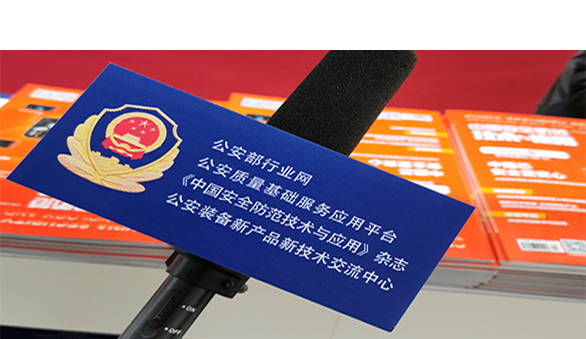 公安部行业网
公安质量基础服务应用平台
《中国安全防范技术与应用》杂志
公安装备新产品新技术交流中心
ON
OFF